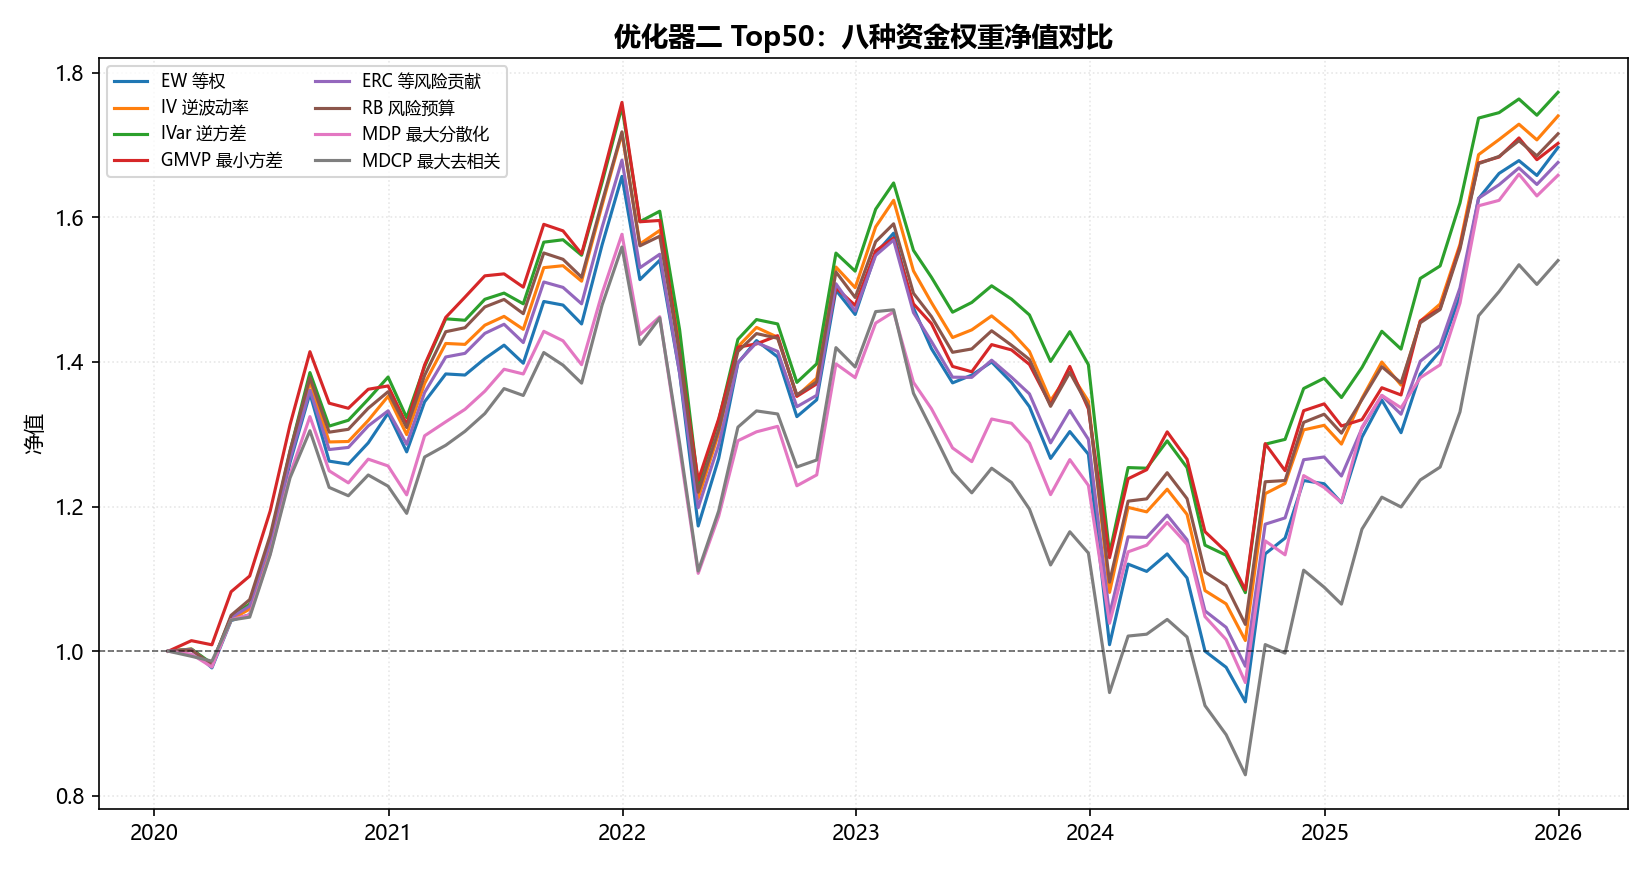 优化器二 Top50：八种资金权重净值对比
EW 等权
IV 逆波动率
IVar 逆方差
GMVP 最小方差
ERC 等风险贡献
RB 风险预算
MDP 最大分散化
MDCP 最大去相关
净值
1.8
1.6
1.4
1.2
1.0
0.8
2020 2021 2022 2023 2024 2025 2026